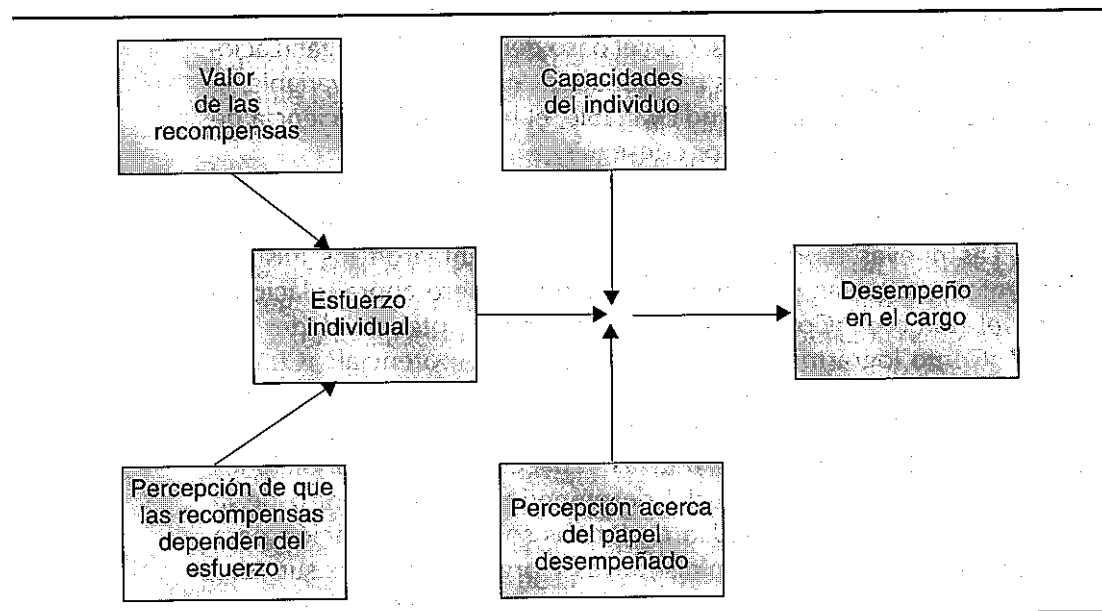 Valor
de las
recompensas
Capacidades
del individuo
Esfuerzo
individual
Desempeño
en el cargo
Percepción de que
las recompensas
dependen del
esfuerzo
Percepción acerca
del papel
desempeñado